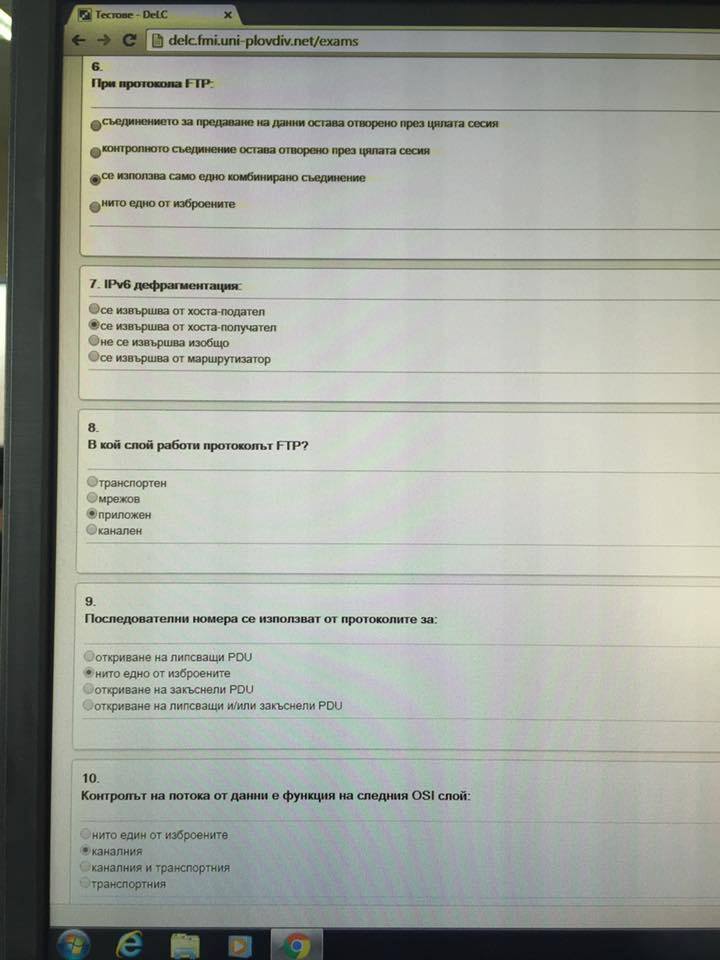 Тестове - DeLC
delc.fmi.uni-plovdiv.net/exams
6.
При протокола FTP:
съединението за предаване на данни остава отворено през цялата сесия
контролното съединение остава отворено през цялата сесия
се използва само едно комбинирано съединение
нито едно от изброените
7. IPv6 дефрагментация:
се извършва от хоста-подател
се извършва от хоста-получател
не се извършва изобщо
се извършва от маршрутизатор
8.
В кой слой работи протоколът FTP?
транспортен
мрежов
приложен
канален
9.
Последователни номера се използват от протоколите за:
откриване на липсващи PDU
нито едно от изброените
откриване на закъснели PDU
откриване на липсващи и/или закъснели PDU
10.
Контролът на потока от данни е функция на следния OSI слой:
нито един от изброените
каналния
каналния и транспортния
транспортния